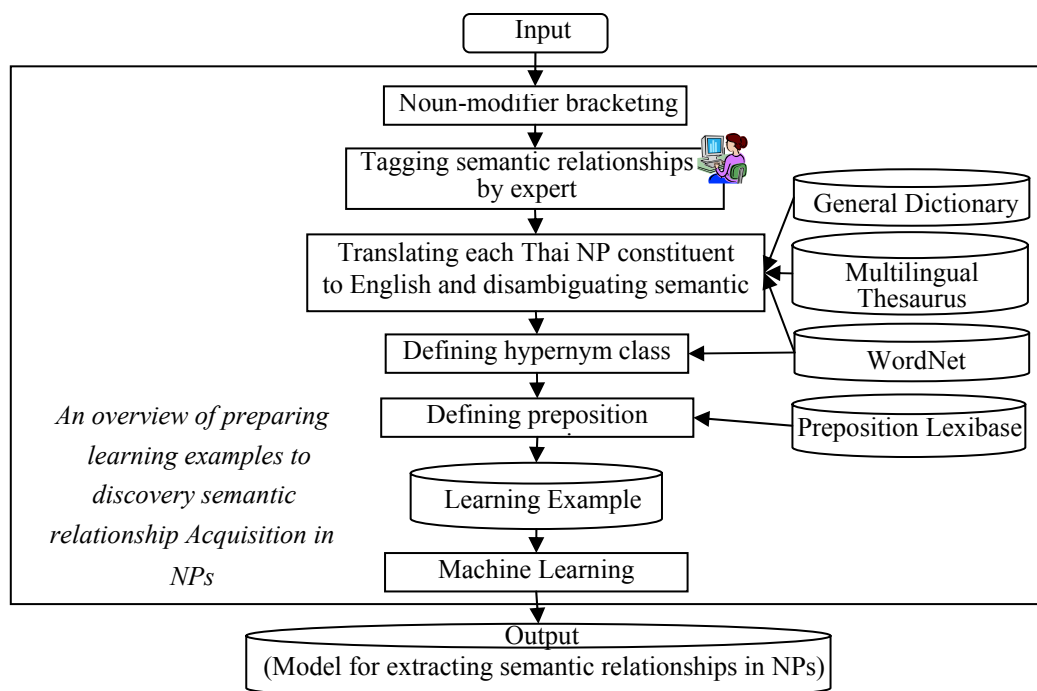 Input
Noun-modifier bracketing
Tagging semantic relationships
by expert
General Dictionary
Translating each Thai NP constituent
to English and disambiguating semantic
Multilingual
Thesaurus
Defining hypernym class
WordNet
Defining preposition
Preposition Lexibase
An overview of preparing
learning examples to
discovery semantic
relationship Acquisition in
NPs
Learning Example
Machine Learning
Output
(Model for extracting semantic relationships in NPs)